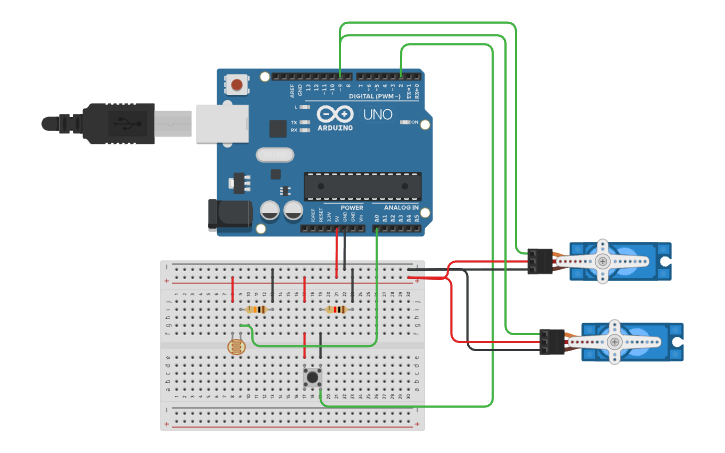 AREF
GND
13
12
~11
~10
~9
8
7
~6
~5
4
~3
2
TX→1
RX←0
DIGITAL (PWM ~)
L
TX
RX
UNO
ARDUINO
ON
POWER
ANALOG IN
IOREF
RESET
3.3V
5V
GND
GND
Vin
A0
A1
A2
A3
A4
A5
a b c d e
f g h i j